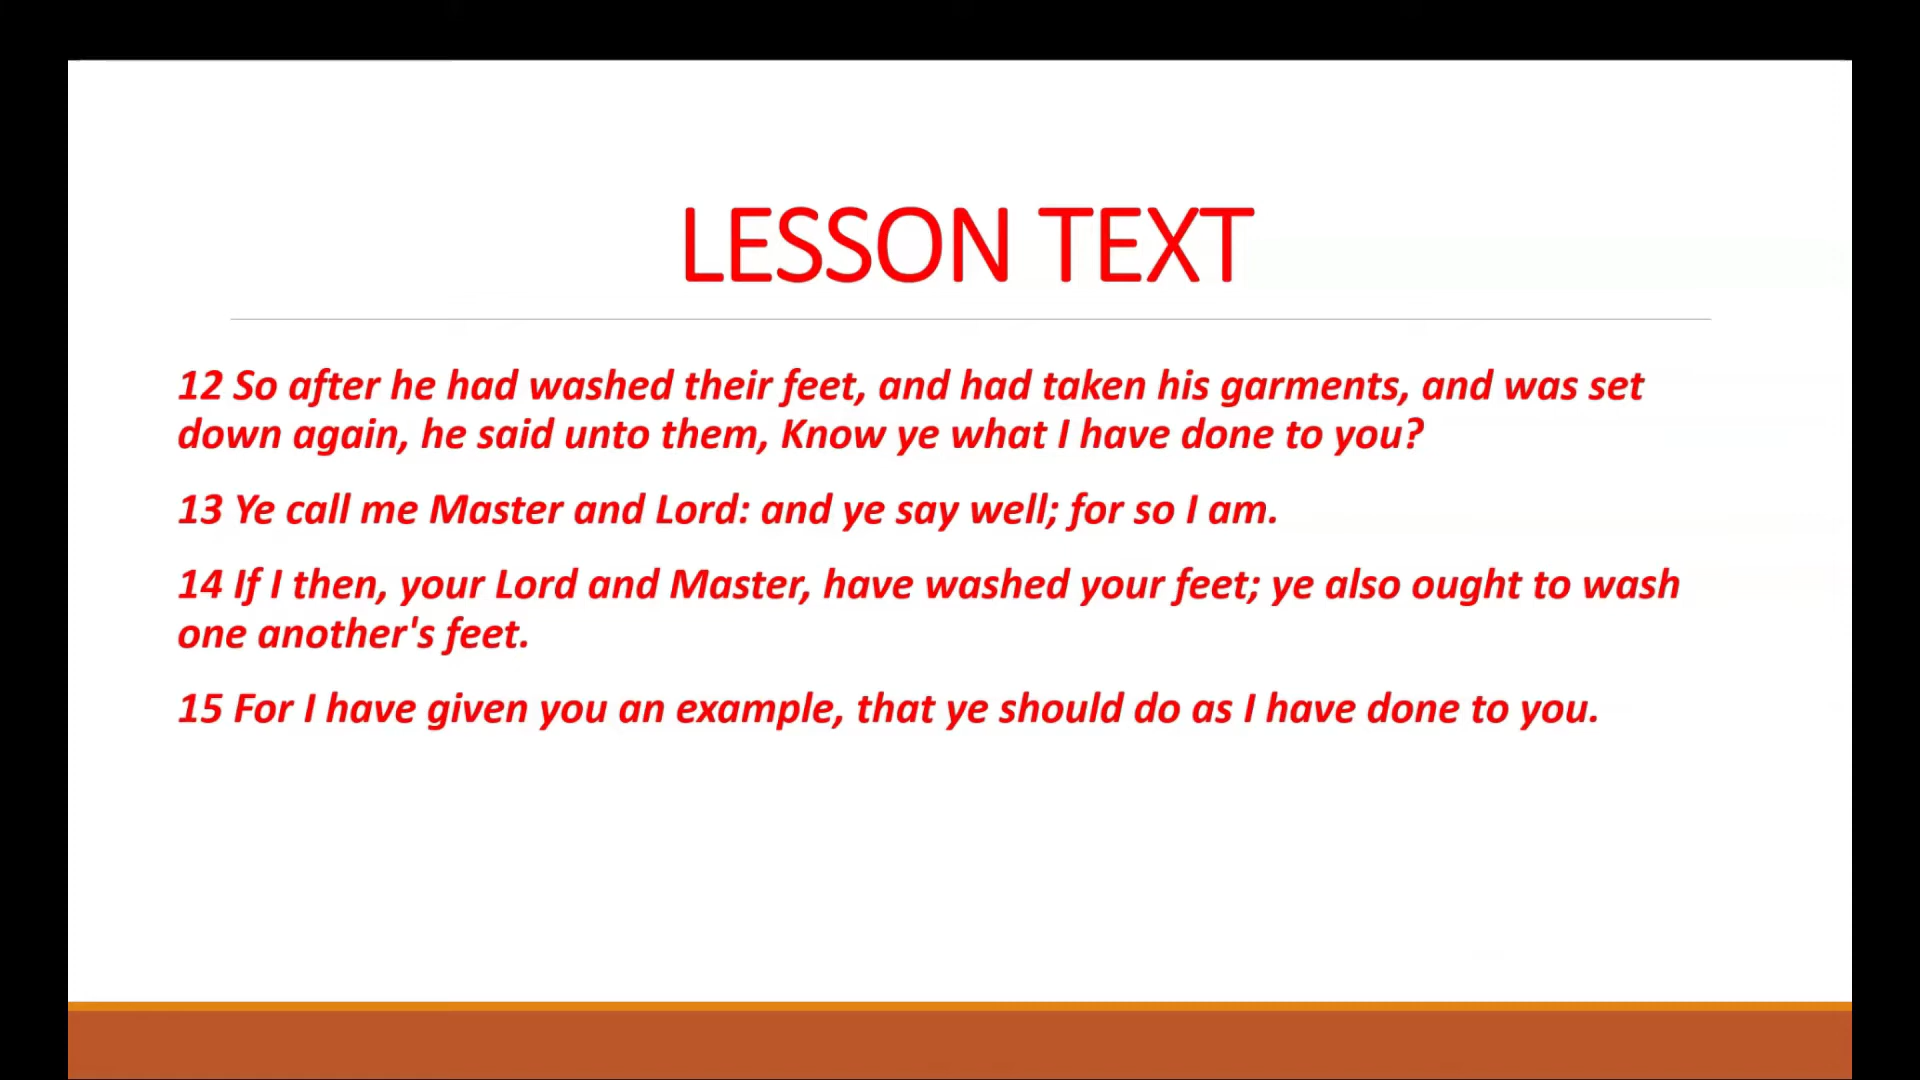 LESSON TEXT
12 So after he had washed their feet, and had taken his garments, and was set
down again, he said unto them, Know ye what I have done to you?
13 Ye call me Master and Lord: and ye say well; for so I am.
14 If I then, your Lord and Master, have washed your feet; ye also ought to wash
one another's feet.
15 For I have given you an example, that ye should do as I have done to you.